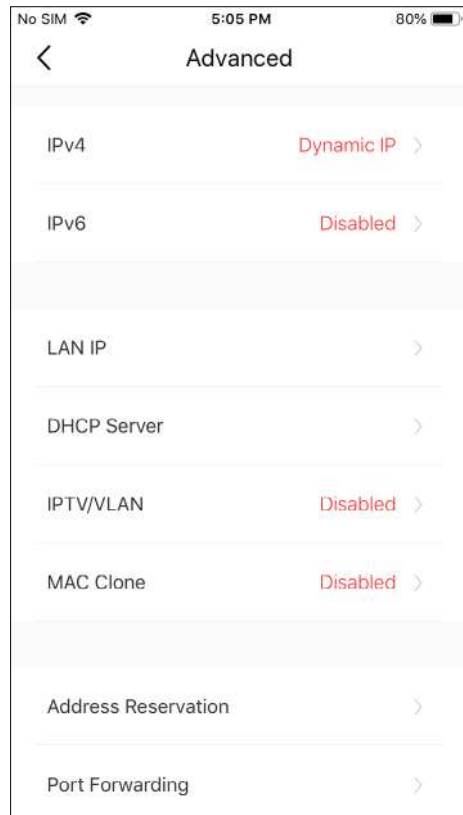 No SIM 5:05 PM 80%
Advanced
IPv4 Dynamic IP
IPv6 Disabled
LAN IP
DHCP Server
IPTV/VLAN Disabled
MAC Clone Disabled
Address Reservation
Port Forwarding